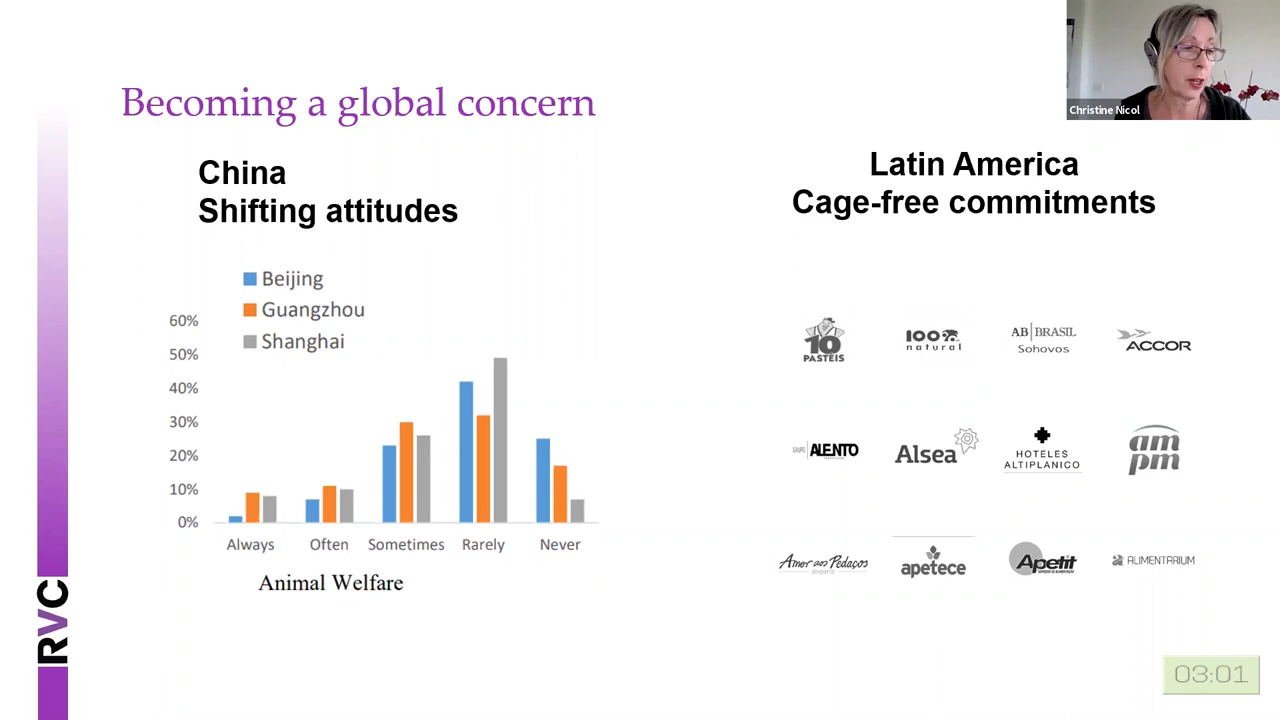 Becoming a global concern
Christine Nicol
China
Shifting attitudes
Beijing
Guangzhou
Shanghai
60%
50%
40%
30%
20%
10%
0%
Always Often Sometimes Rarely Never
Animal Welfare
Latin America
Cage-free commitments
10
PASTÉIS
100%
natural
AB|BRASIL
Sohovos
ACCOR
ALENTO
Alsea
HOTELES
ALTIPLANICO
am
pm
Amor aos Pedaços
doçaria
apetece
Apetit
ALIMENTARIUM
RVC
03:01